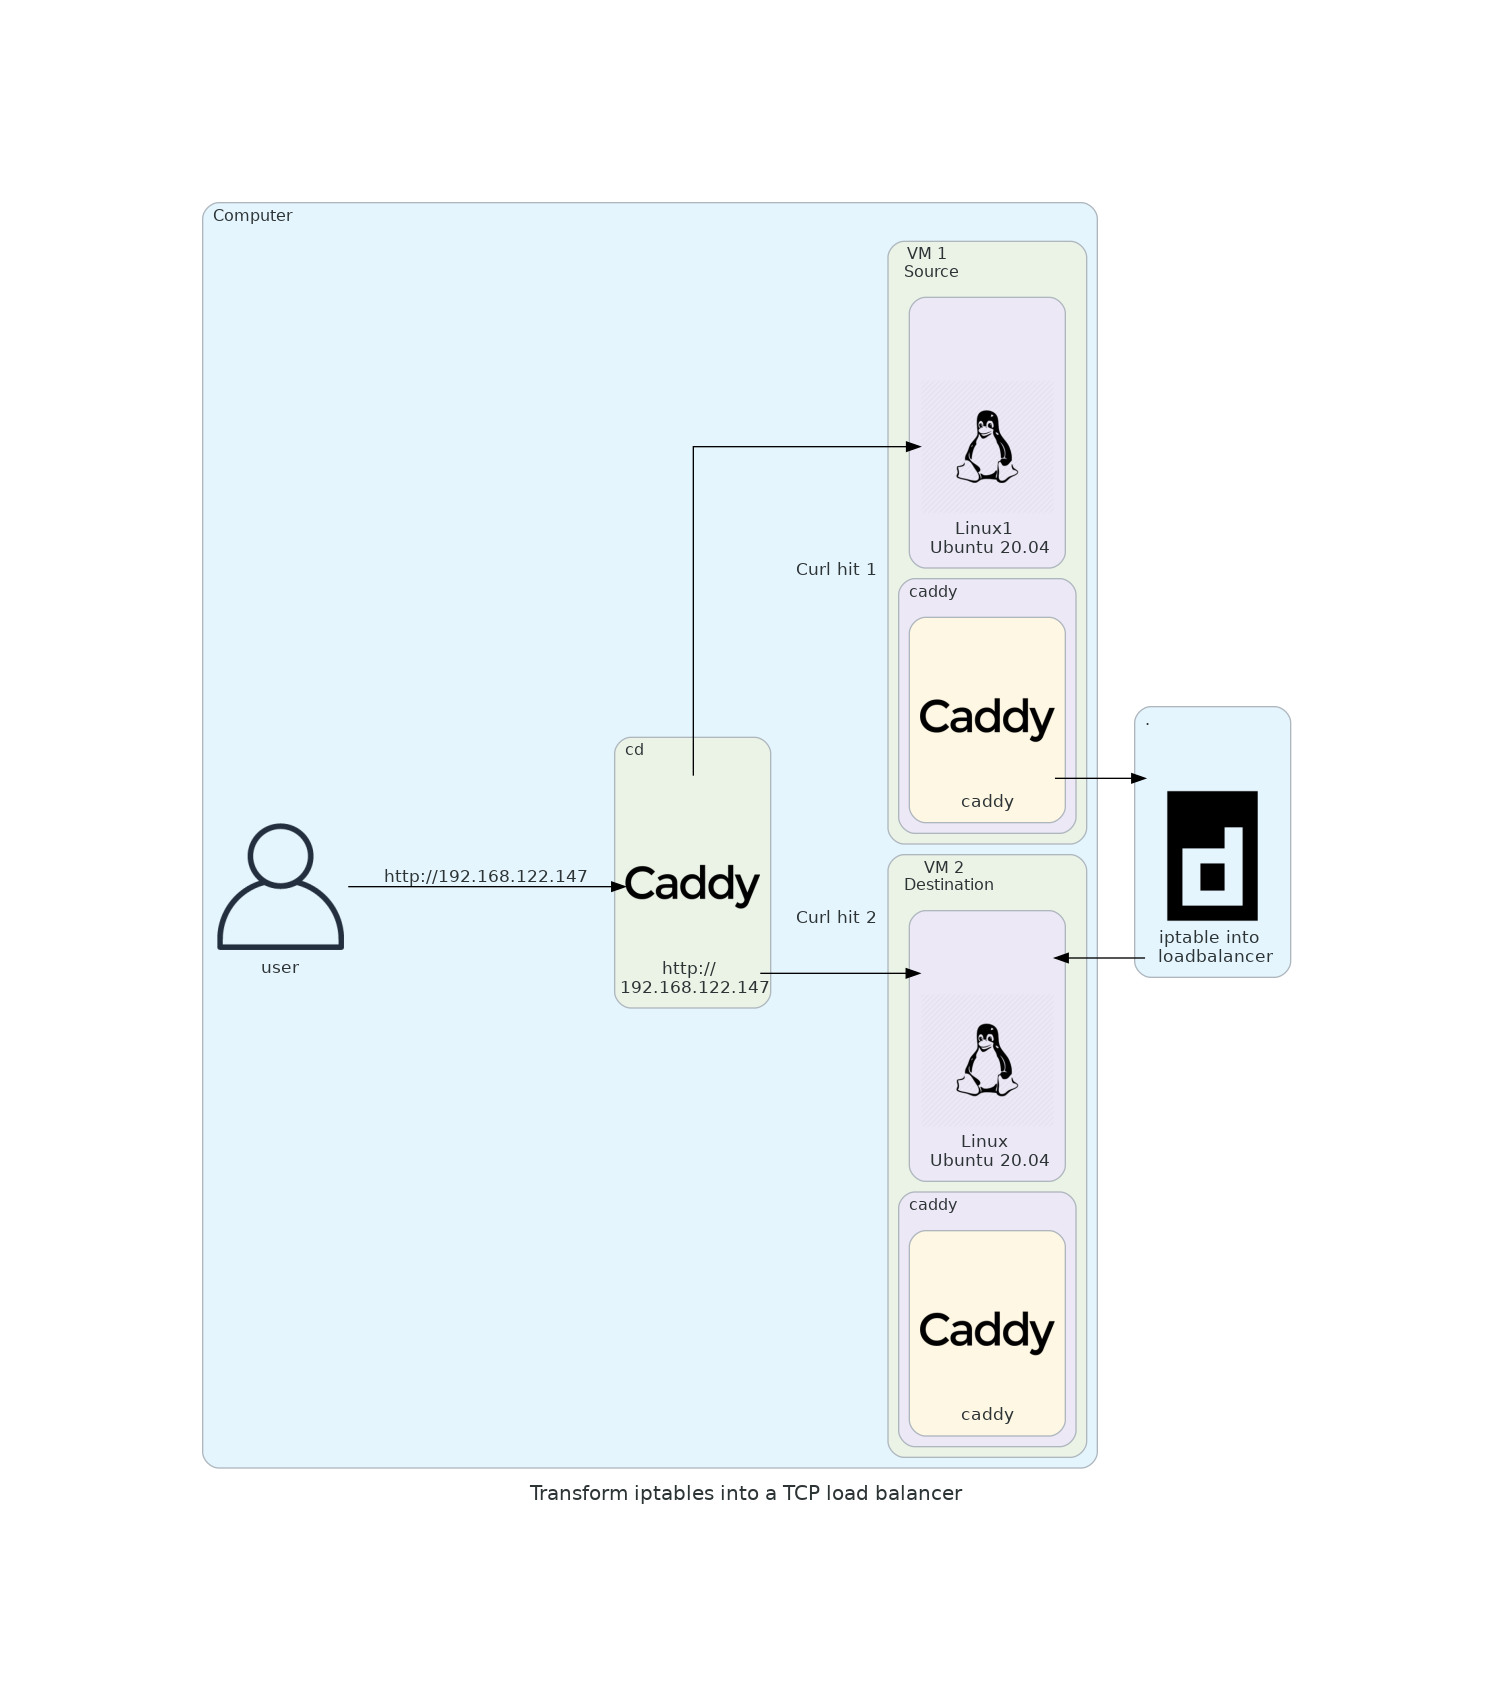 Computer
VM 1
Source
Linux1
Ubuntu 20.04
Curl hit 1
caddy
Caddy
caddy
.
cd
Caddy
http://
192.168.122.147
http://192.168.122.147
user
Curl hit 2
VM 2
Destination
d
iptable into
loadbalancer
Linux
Ubuntu 20.04
caddy
Caddy
caddy
Transform iptables into a TCP load balancer